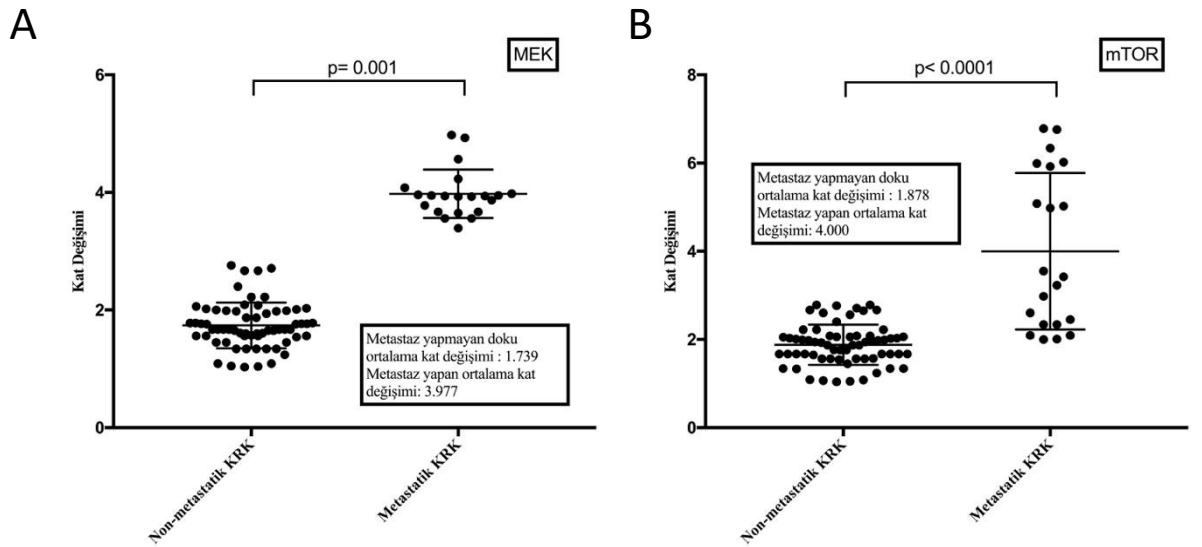 A
MEK
p= 0.001
6
4
2
0
Kat Değişimi
Metastaz yapmayan doku
ortalama kat değişimi : 1.739
Metastaz yapan ortalama kat
değişimi: 3.977
Non-metastatik KRK
Metastatik KRK
B
mTOR
p< 0.0001
8
6
4
2
0
Kat Değişimi
Metastaz yapmayan doku
ortalama kat değişimi : 1.878
Metastaz yapan ortalama kat
değişimi: 4.000
Non-metastatik KRK
Metastatik KRK